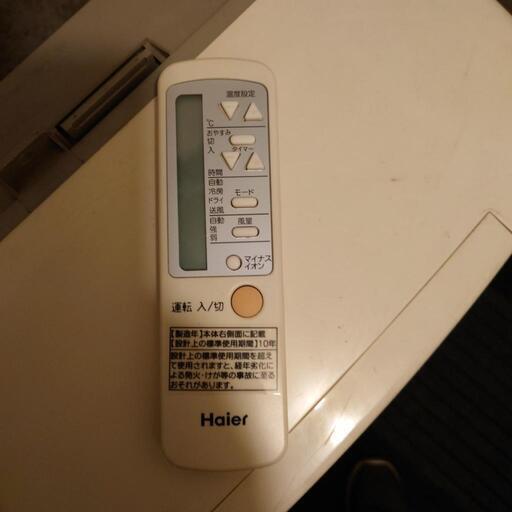 温度設定
℃
おやすみ
切
入
タイマー
時間
自動
冷房
ドライ
送風
モード
自動
強
弱
風量
マイナス
イオン
運転 入/切
【製造年】本体右側面に記載
【設計上の標準使用期間】10年
設計上の標準使用期間を超え
て使用されますと、経年劣化に
よる発火・けが等の事故に至る
おそれがあります。
Haier